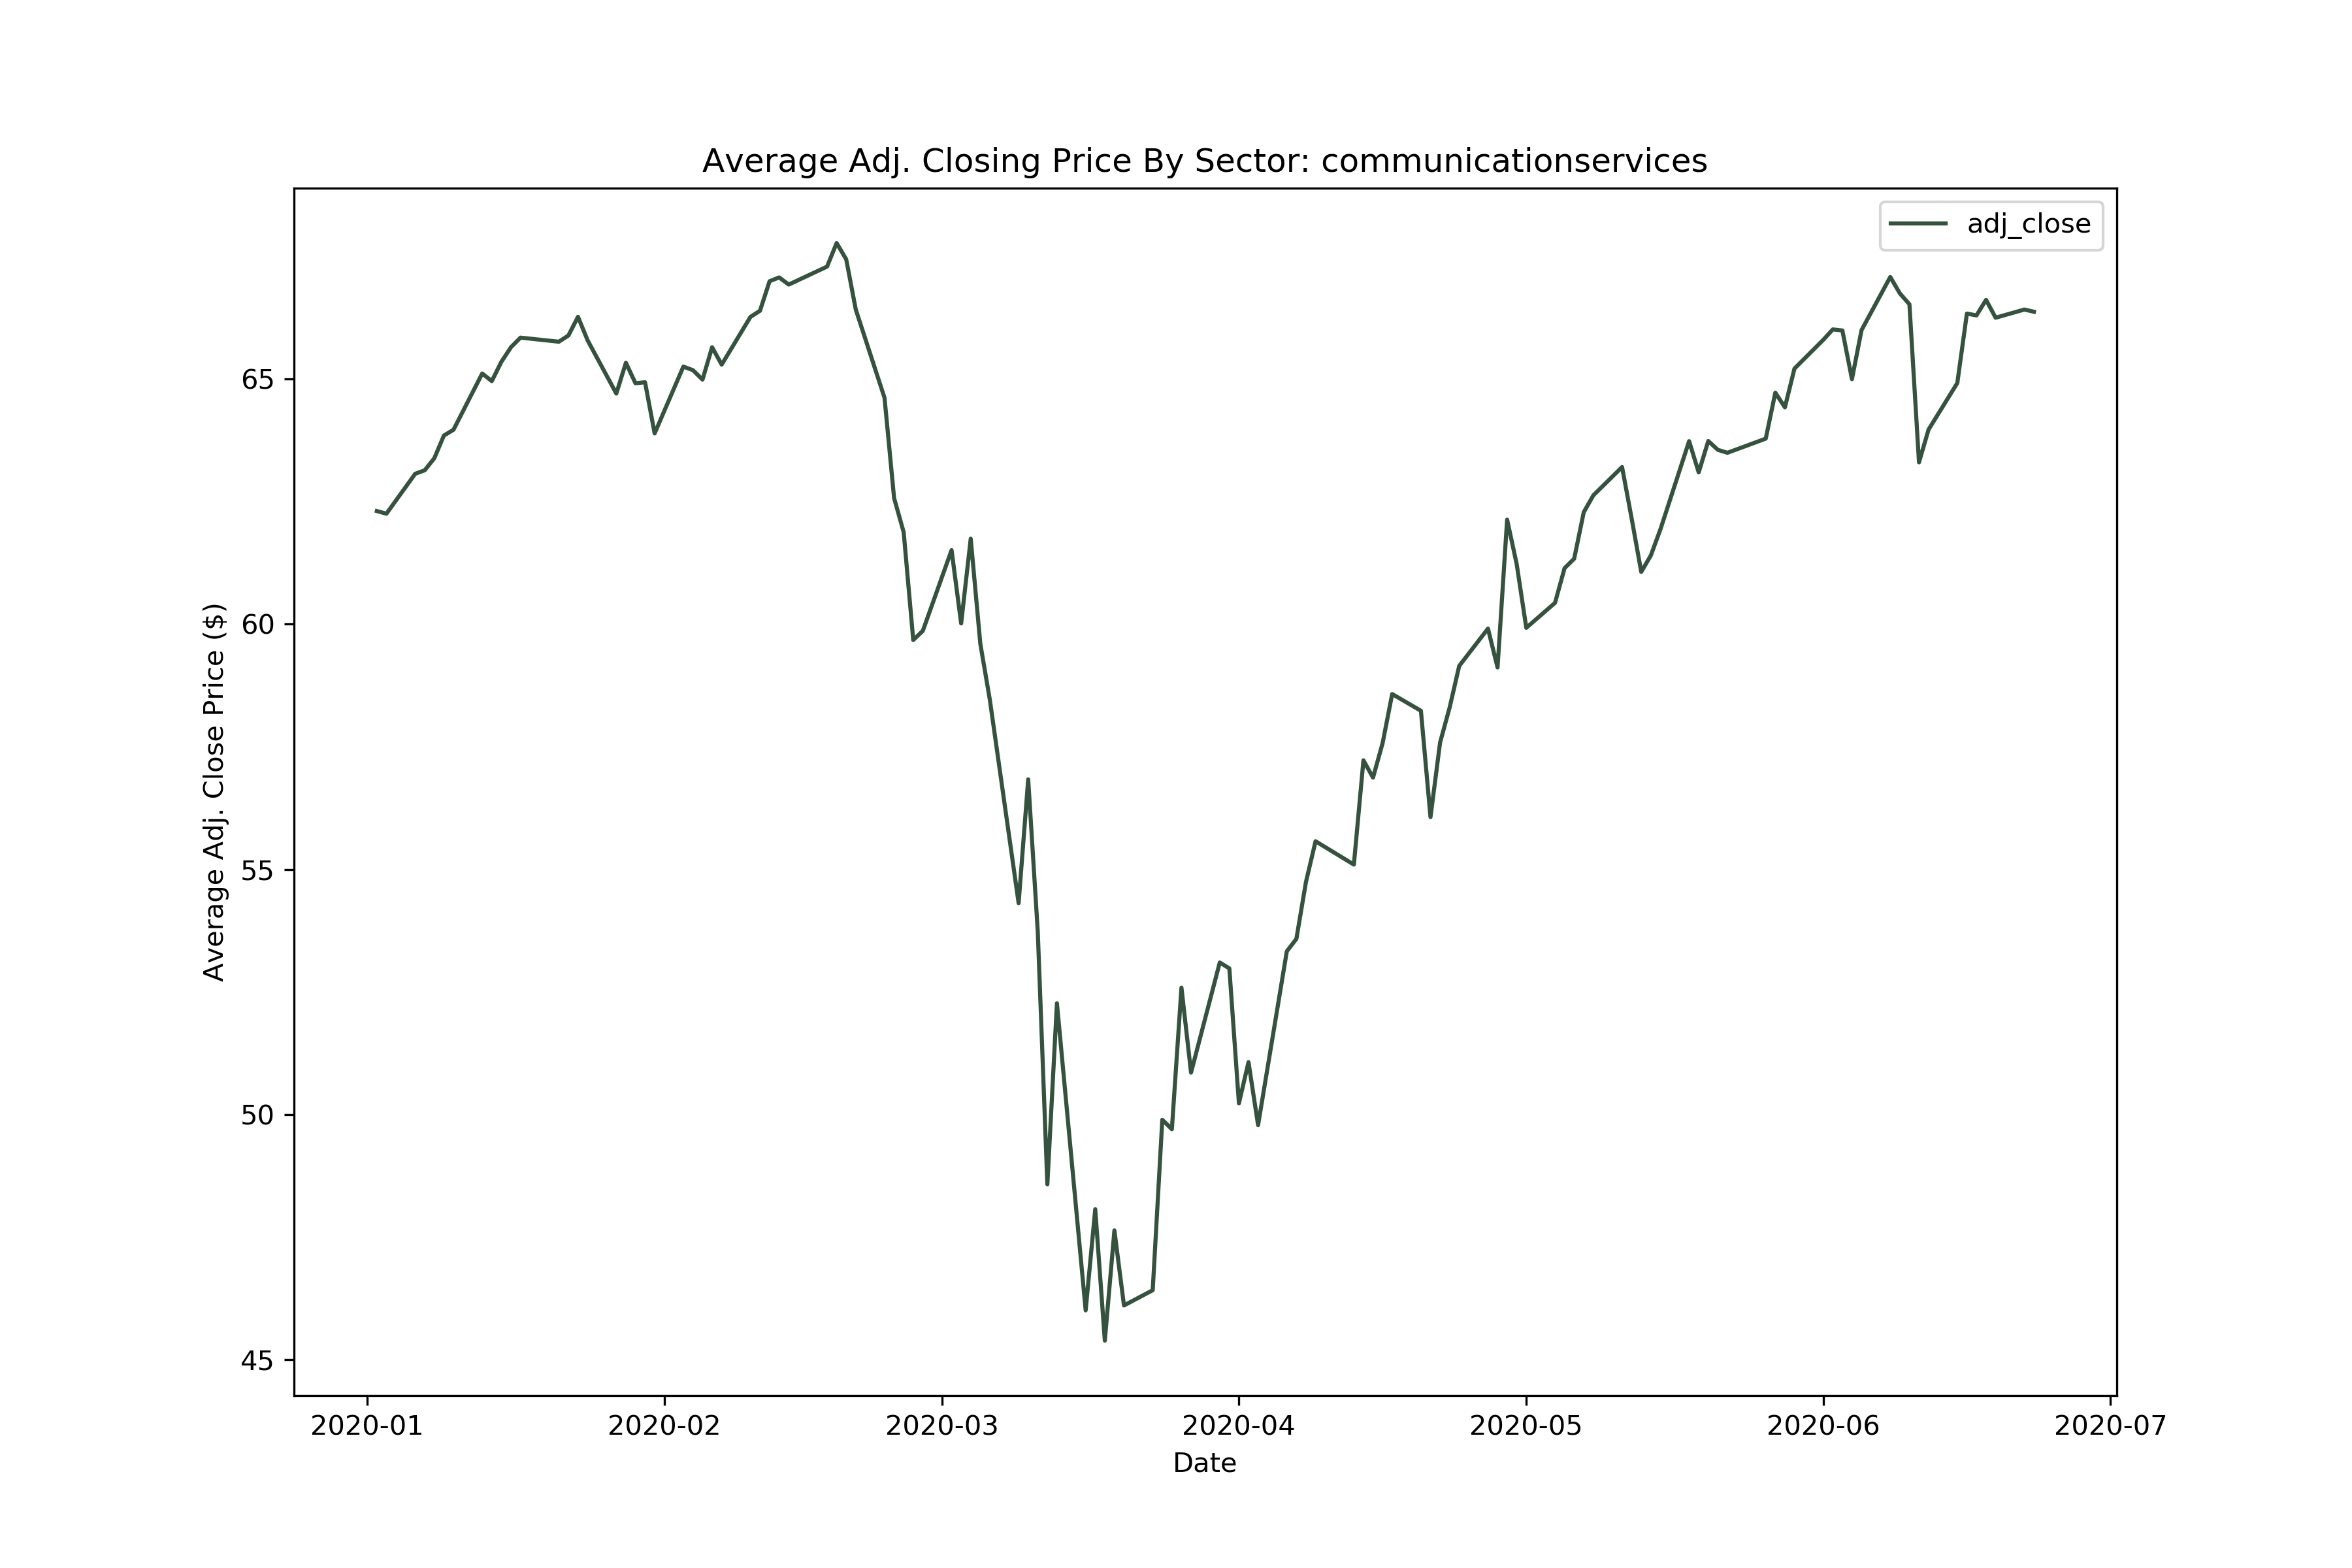 Average Adj. Closing Price By Sector: communicationservices
adj_close
Average Adj. Close Price ($)
65
60
55
50
45
2020-01 2020-02 2020-03 2020-04 2020-05 2020-06 2020-07
Date